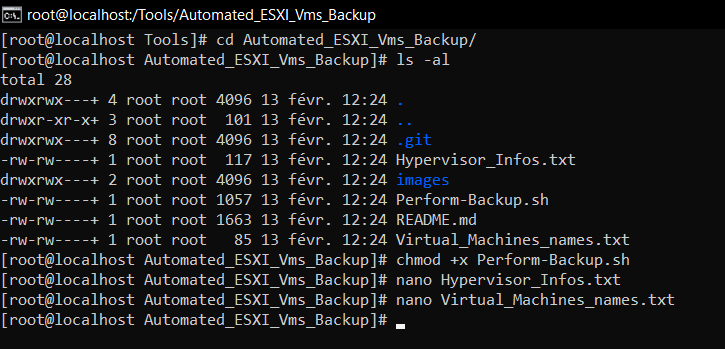 root@localhost:/Tools/Automated_ESXI_Vms_Backup
[root@localhost Tools]# cd Automated_ESXI_Vms_Backup/
[root@localhost Automated_ESXI_Vms_Backup]# ls -al
total 28
drwxrwx---+ 4 root root 4096 13 févr. 12:24 .
drwxr-xr-x+ 3 root root  101 13 févr. 12:24 ..
drwxrwx---+ 8 root root 4096 13 févr. 12:24 .git
-rw-rw----+ 1 root root  117 13 févr. 12:24 Hypervisor_Infos.txt
drwxrwx---+ 2 root root 4096 13 févr. 12:24 images
-rw-rw----+ 1 root root 1057 13 févr. 12:24 Perform-Backup.sh
-rw-rw----+ 1 root root 1663 13 févr. 12:24 README.md
-rw-rw----+ 1 root root   85 13 févr. 12:24 Virtual_Machines_names.txt
[root@localhost Automated_ESXI_Vms_Backup]# chmod +x Perform-Backup.sh
[root@localhost Automated_ESXI_Vms_Backup]# nano Hypervisor_Infos.txt
[root@localhost Automated_ESXI_Vms_Backup]# nano Virtual_Machines_names.txt
[root@localhost Automated_ESXI_Vms_Backup]#